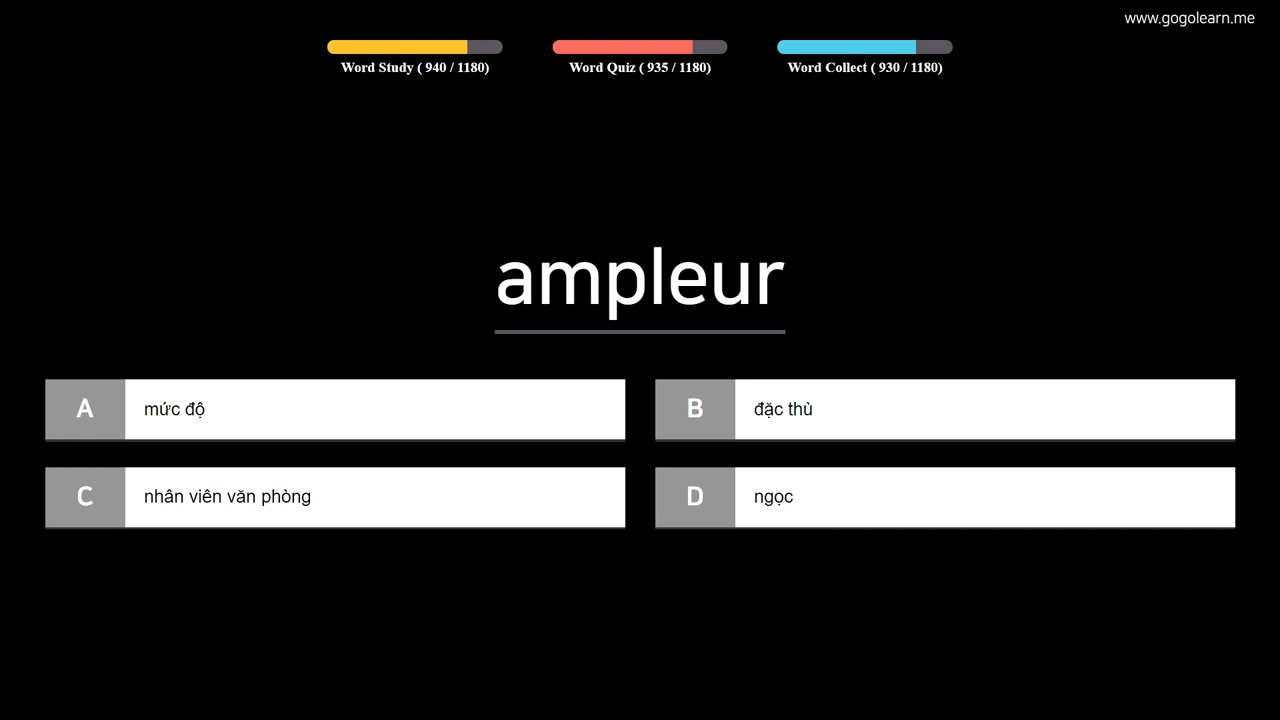 www.gogolearn.me
Word Study ( 940 / 1180)
Word Quiz ( 935 / 1180)
Word Collect ( 930 / 1180)
ampleur
A mức độ
B đặc thù
C nhân viên văn phòng
D ngọc